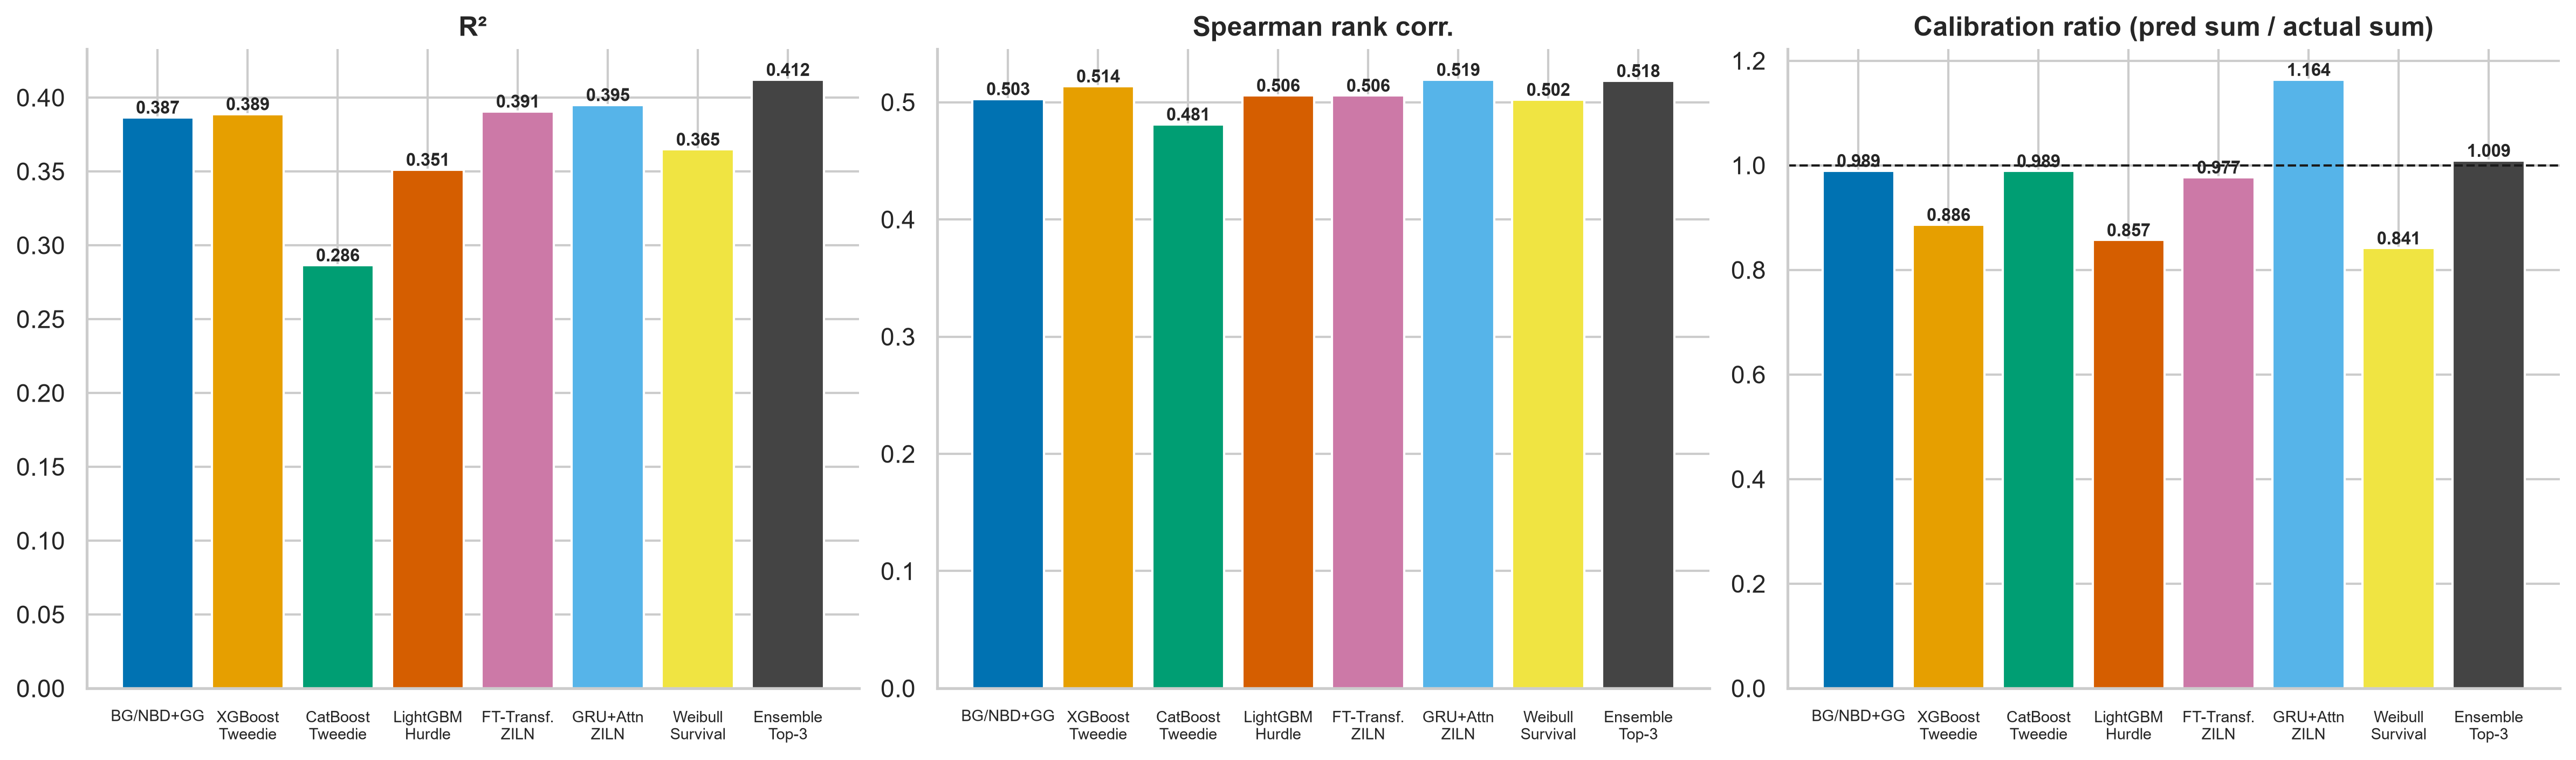 R²
0.40
0.35
0.30
0.25
0.20
0.15
0.10
0.05
0.00
0.387
0.389
0.286
0.351
0.391
0.395
0.365
0.412
BG/NBD+GG
XGBoost
Tweedie
CatBoost
Tweedie
LightGBM
Hurdle
FT-Transf.
ZILN
GRU+Attn
ZILN
Weibull
Survival
Ensemble
Top-3
Spearman rank corr.
0.5
0.4
0.3
0.2
0.1
0.0
0.503
0.514
0.481
0.506
0.506
0.519
0.502
0.518
BG/NBD+GG
XGBoost
Tweedie
CatBoost
Tweedie
LightGBM
Hurdle
FT-Transf.
ZILN
GRU+Attn
ZILN
Weibull
Survival
Ensemble
Top-3
Calibration ratio (pred sum / actual sum)
1.2
1.0
0.8
0.6
0.4
0.2
0.0
0.989
0.886
0.989
0.857
0.977
1.164
0.841
1.009
BG/NBD+GG
XGBoost
Tweedie
CatBoost
Tweedie
LightGBM
Hurdle
FT-Transf.
ZILN
GRU+Attn
ZILN
Weibull
Survival
Ensemble
Top-3